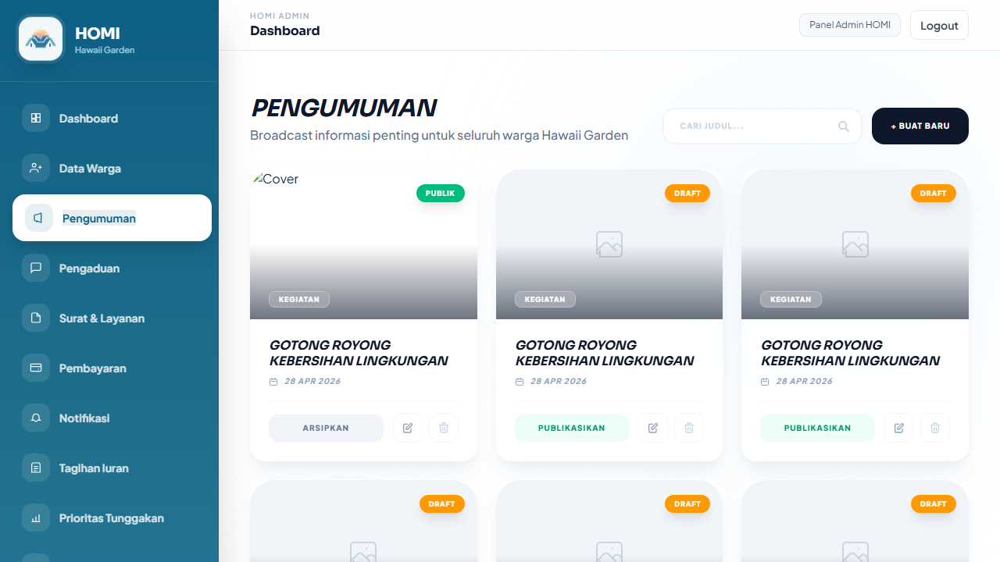 HOMI
Hawaii Garden
Dashboard
Data Warga
Pengumuman
Pengaduan
Surat & Layanan
Pembayaran
Notifikasi
Tagihan Iuran
Prioritas Tunggakan
HOMI ADMIN
Dashboard
Panel Admin HOMI
Logout
PENGUMUMAN
Broadcast informasi penting untuk seluruh warga Hawaii Garden
CARI JUDUL...
+ BUAT BARU
Cover
PUBLIK
KEGIATAN
GOTONG ROYONG
KEBERSIHAN LINGKUNGAN
28 APR 2026
ARSIPKAN
DRAFT
KEGIATAN
GOTONG ROYONG
KEBERSIHAN LINGKUNGAN
28 APR 2026
PUBLIKASIKAN
DRAFT
KEGIATAN
GOTONG ROYONG
KEBERSIHAN LINGKUNGAN
28 APR 2026
PUBLIKASIKAN
DRAFT
DRAFT
DRAFT